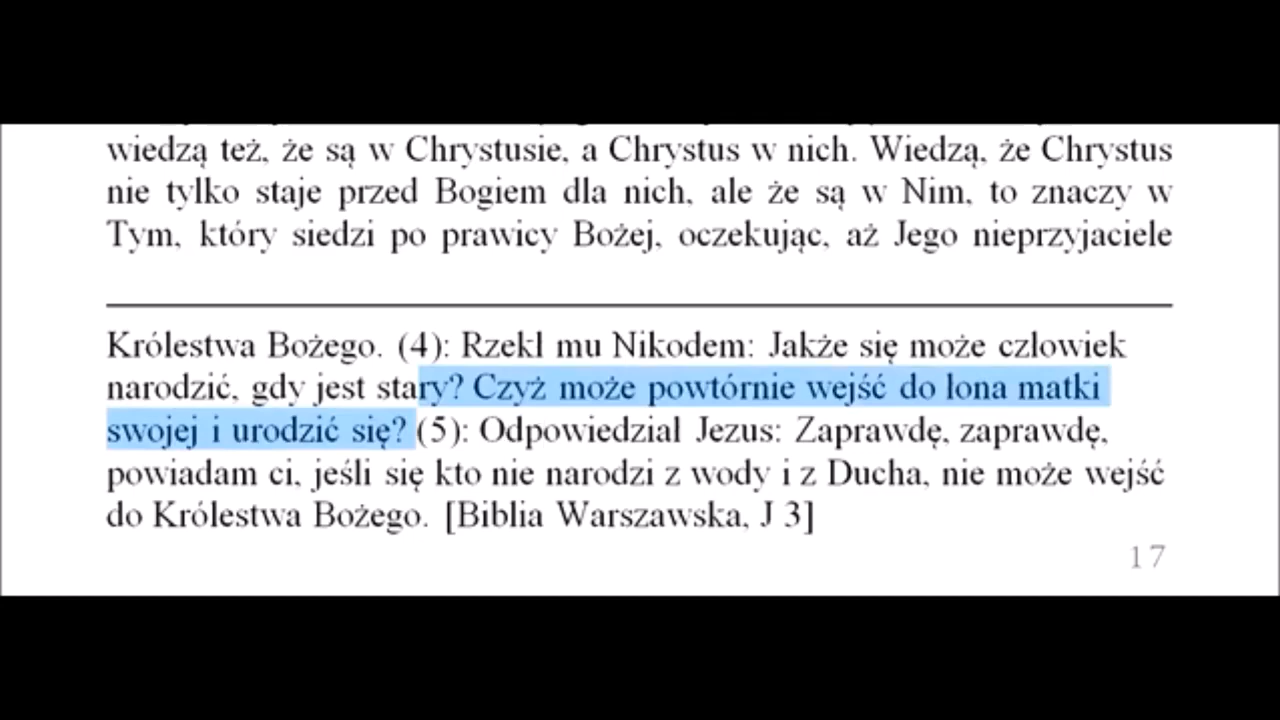 wiedzą też, że są w Chrystusie, a Chrystus w nich. Wiedzą, że Chrystus
nie tylko staje przed Bogiem dla nich, ale że są w Nim, to znaczy w
Tym, który siedzi po prawicy Bożej, oczekując, aż Jego nieprzyjaciele
Królestwa Bożego. (4): Rzekł mu Nikodem: Jakże się może człowiek
narodzić, gdy jest stary? Czyż może powtórnie wejść do łona matki
swojej i urodzić się? (5): Odpowiedział Jezus: Zaprawdę, zaprawdę,
powiadam ci, jeśli się kto nie narodzi z wody i z Ducha, nie może wejść
do Królestwa Bożego. [Biblia Warszawska, J 3]
17